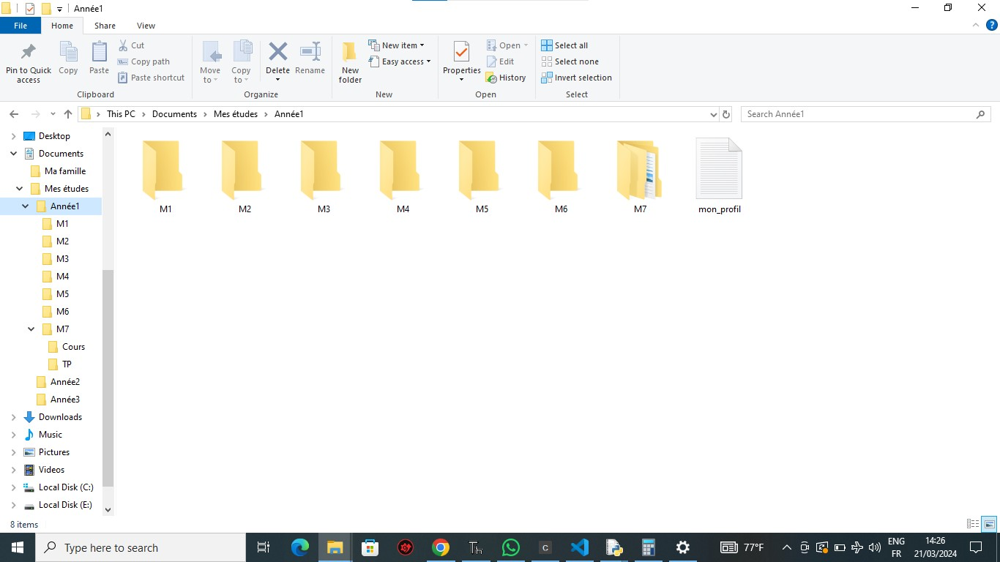 Année1
File Home Share View
Pin to Quick access
Copy
Paste
Cut
Copy path
Paste shortcut
Clipboard
Move to
Copy to
Delete
Rename
Organize
New folder
New item
Easy access
New
Properties
Open
Edit
History
Open
Select all
Select none
Invert selection
Select
This PC > Documents > Mes études > Année1
Search Année1
Desktop
Documents
Ma famille
Mes études
Année1
M1
M2
M3
M4
M5
M6
M7
Cours
TP
Année2
Année3
Downloads
Music
Pictures
Videos
Local Disk (C:)
Local Disk (E:)
M1 M2 M3 M4 M5 M6 M7 mon_profil
8 items
Type here to search
Th
C
77°F
ENG
FR
14:26
21/03/2024